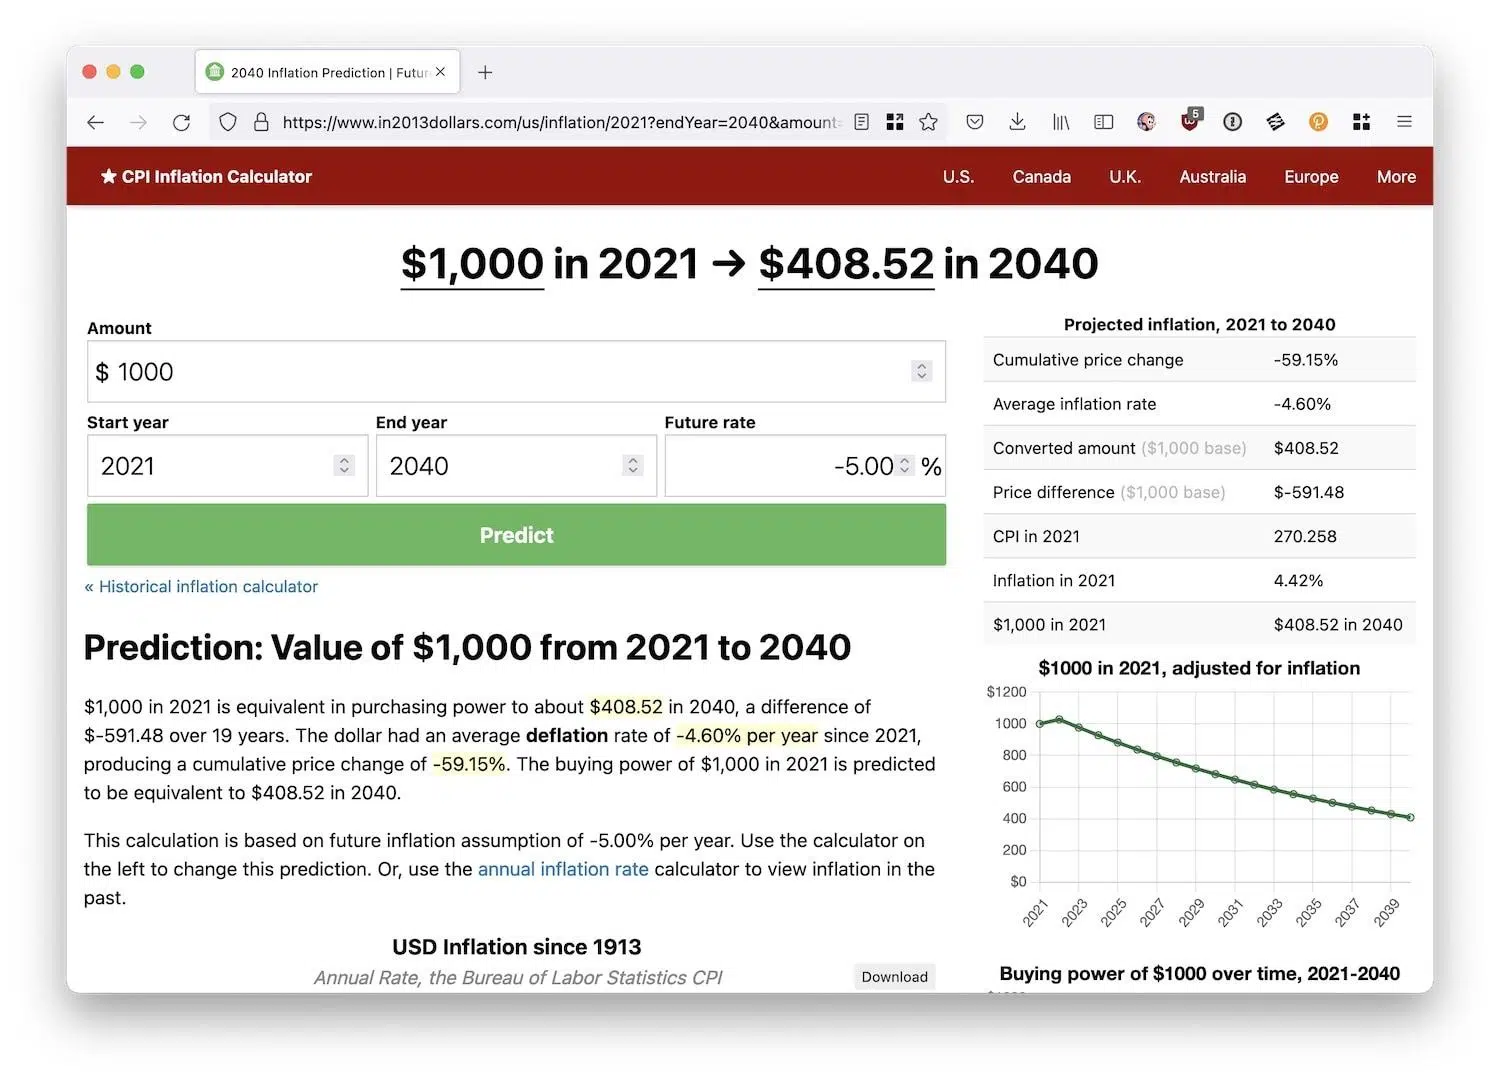 2040 Inflation Prediction | Futur
https://www.in2013dollars.com/us/inflation/2021?endYear=2040&amount=
5
★ CPI Inflation Calculator
U.S. Canada U.K. Australia Europe More
$1,000 in 2021 → $408.52 in 2040
Amount
$ 1000
Start year End year Future rate
2021 2040 -5.00 %
Predict
« Historical inflation calculator
Prediction: Value of $1,000 from 2021 to 2040
$1,000 in 2021 is equivalent in purchasing power to about $408.52 in 2040, a difference of
$-591.48 over 19 years. The dollar had an average deflation rate of -4.60% per year since 2021,
producing a cumulative price change of -59.15%. The buying power of $1,000 in 2021 is predicted
to be equivalent to $408.52 in 2040.
This calculation is based on future inflation assumption of -5.00% per year. Use the calculator on
the left to change this prediction. Or, use the annual inflation rate calculator to view inflation in the
past.
USD Inflation since 1913
Annual Rate, the Bureau of Labor Statistics CPI
Download
Projected inflation, 2021 to 2040
Cumulative price change -59.15%
Average inflation rate -4.60%
Converted amount ($1,000 base) $408.52
Price difference ($1,000 base) $-591.48
CPI in 2021 270.258
Inflation in 2021 4.42%
$1,000 in 2021 $408.52 in 2040
$1000 in 2021, adjusted for inflation
$1200
1000
800
600
400
200
$0
2021 2023 2025 2027 2029 2031 2033 2035 2037 2039
Buying power of $1000 over time, 2021-2040